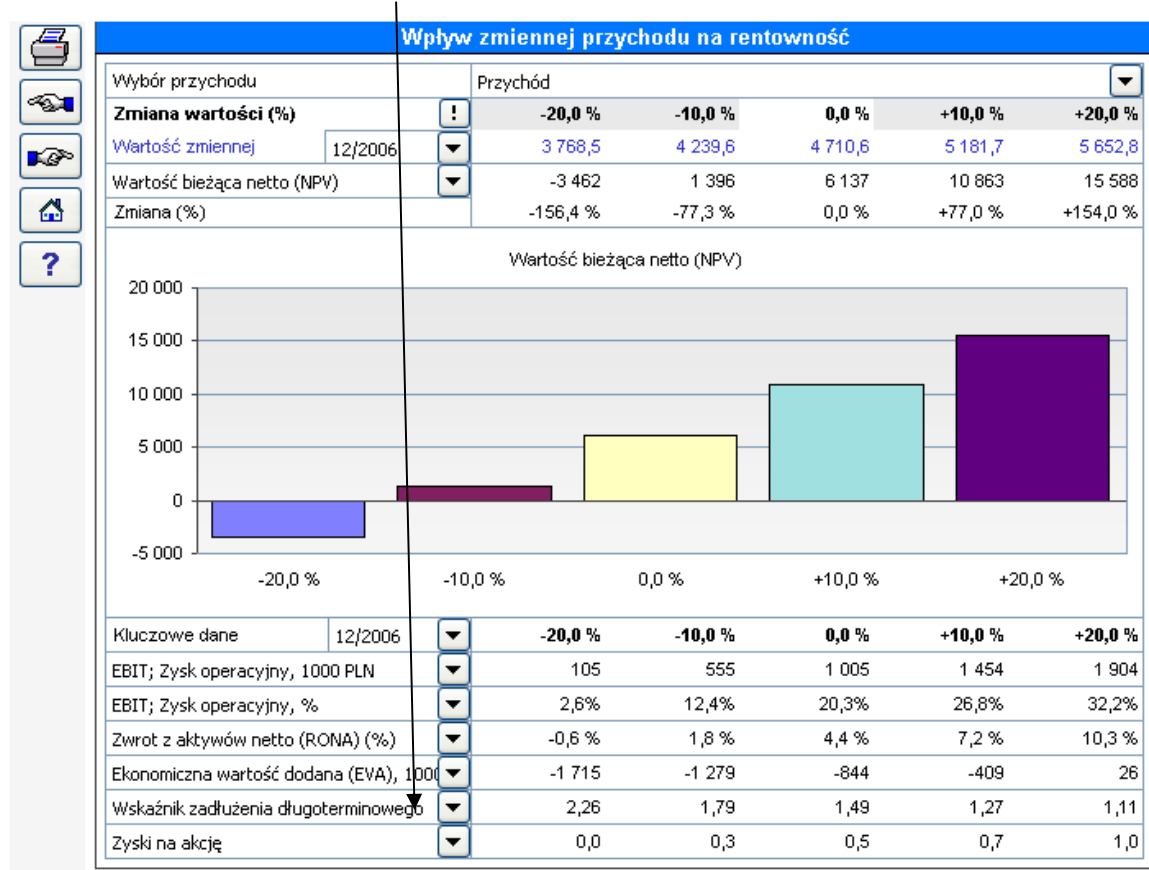 Wpływ zmiennej przychodu na rentowność
Wybór przychodu Przychód
Zmiana wartości (%) ! -20,0 % -10,0 % 0,0 % +10,0 % +20,0 %
Wartość zmiennej 12/2006 3 768,5 4 239,6 4 710,6 5 181,7 5 652,8
Wartość bieżąca netto (NPV) -3 462 1 396 6 137 10 863 15 588
Zmiana (%) -156,4 % -77,3 % 0,0 % +77,0 % +154,0 %
?
Wartość bieżąca netto (NPV)
20 000
15 000
10 000
5 000
0
-5 000
-20,0 % -10,0 % 0,0 % +10,0 % +20,0 %
Kluczowe dane 12/2006 -20,0 % -10,0 % 0,0 % +10,0 % +20,0 %
EBIT; Zysk operacyjny, 1000 PLN 105 555 1 005 1 454 1 904
EBIT; Zysk operacyjny, % 2,6% 12,4% 20,3% 26,8% 32,2%
Zwrot z aktywów netto (RONA) (%) -0,6 % 1,8 % 4,4 % 7,2 % 10,3 %
Ekonomiczna wartość dodana (EVA), 1000 -1 715 -1 279 -844 -409 26
Wskaźnik zadłużenia długoterminowego 2,26 1,79 1,49 1,27 1,11
Zyski na akcję 0,0 0,3 0,5 0,7 1,0